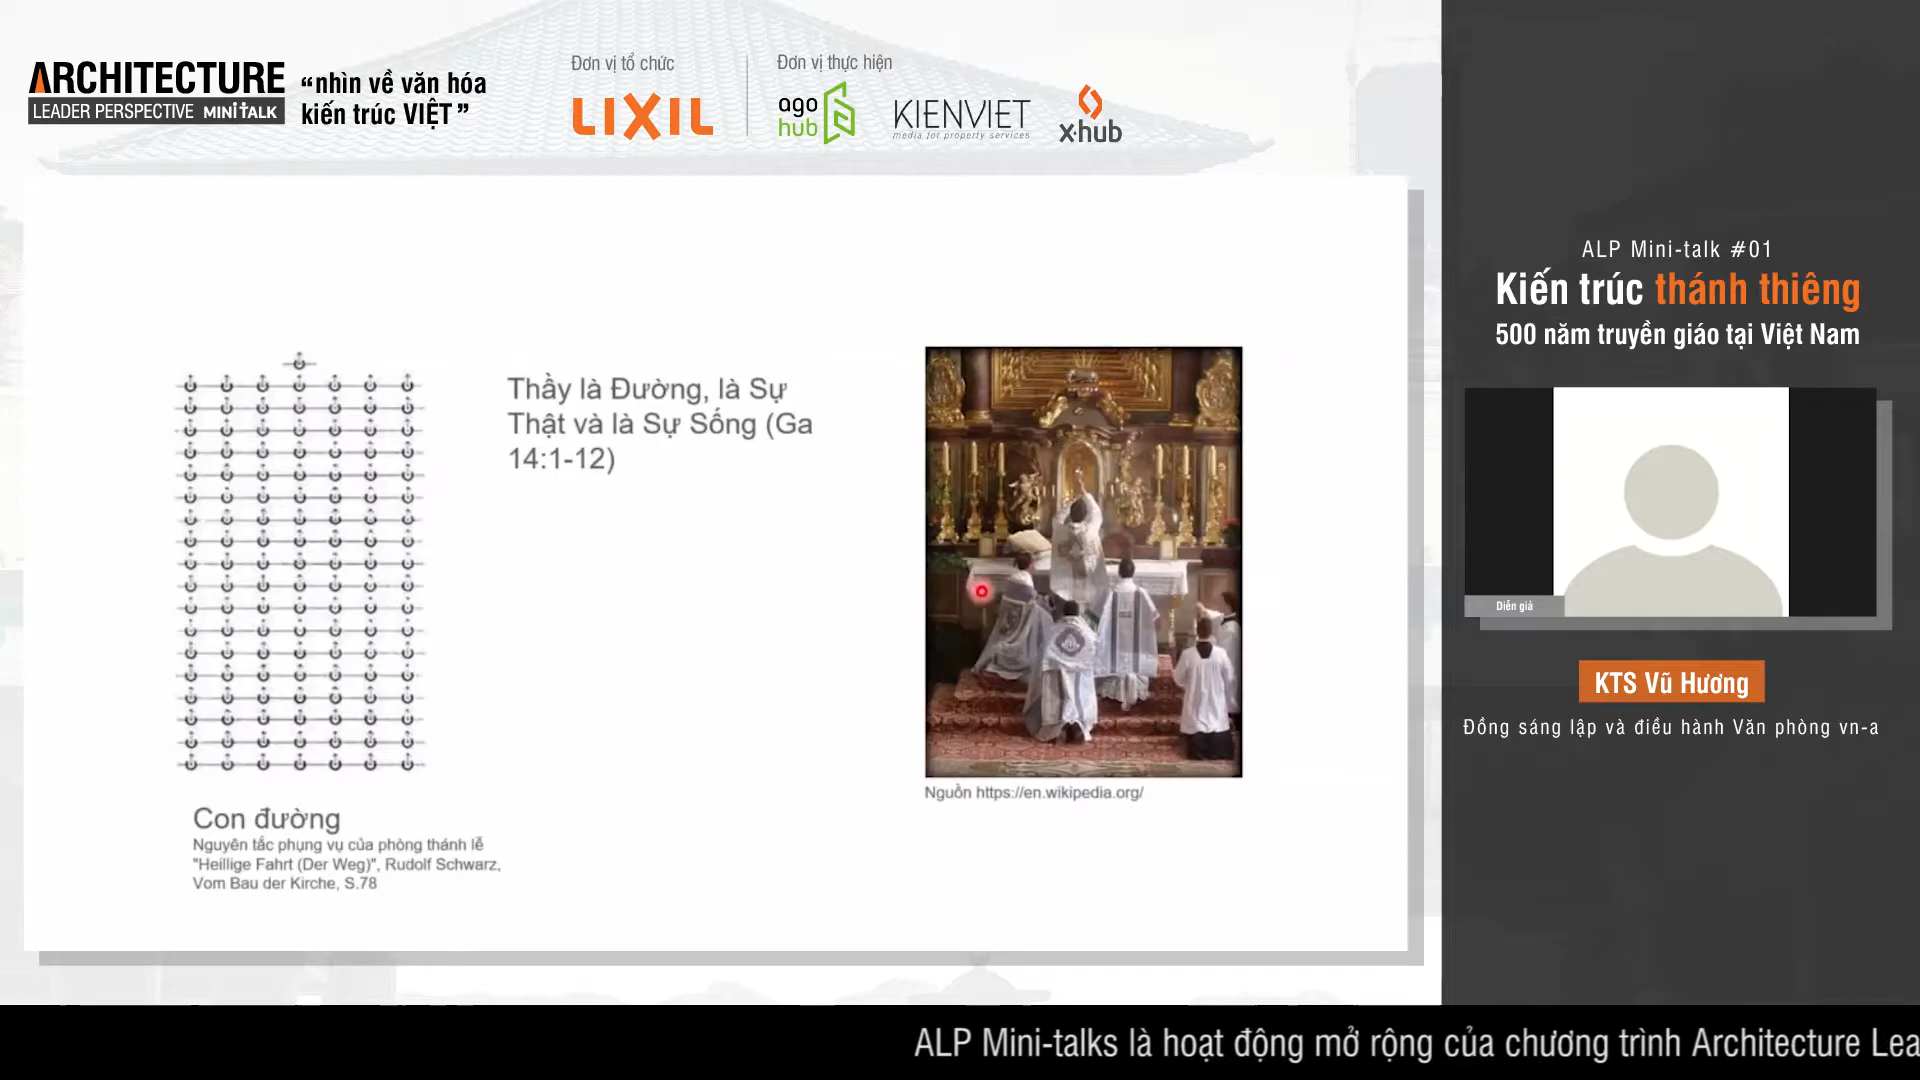 ARCHITECTURE
LEADER PERSPECTIVE MINI TALK
“nhìn về văn hóa
kiến trúc VIỆT”
Đơn vị tổ chức
LIXIL
Đơn vị thực hiện
ago
hub
KIENVIET
media for property services
x-hub
ALP Mini-talk #01
Kiến trúc thánh thiêng
500 năm truyền giáo tại Việt Nam
Thầy là Đường, là Sự
Thật và là Sự Sống (Ga
14:1-12)
Con đường
Nguyên tắc phụng vụ của phòng thánh lễ
"Heillige Fahrt (Der Weg)", Rudolf Schwarz,
Vom Bau der Kirche, S.78
Nguồn https://en.wikipedia.org/
Diễn giả
KTS Vũ Hương
Đồng sáng lập và điều hành Văn phòng vn-a
ALP Mini-talks là hoạt động mở rộng của chương trình Architecture Lea